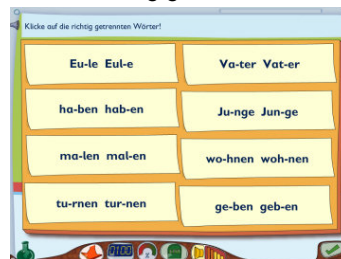 Klicke auf die richtig getrennten Wörter!
Eu-le Eul-e
Va-ter Vat-er
ha-ben hab-en
Ju-nge Jun-ge
ma-len mal-en
wo-hnen woh-nen
tu-rnen tur-nen
ge-ben geb-en
0100